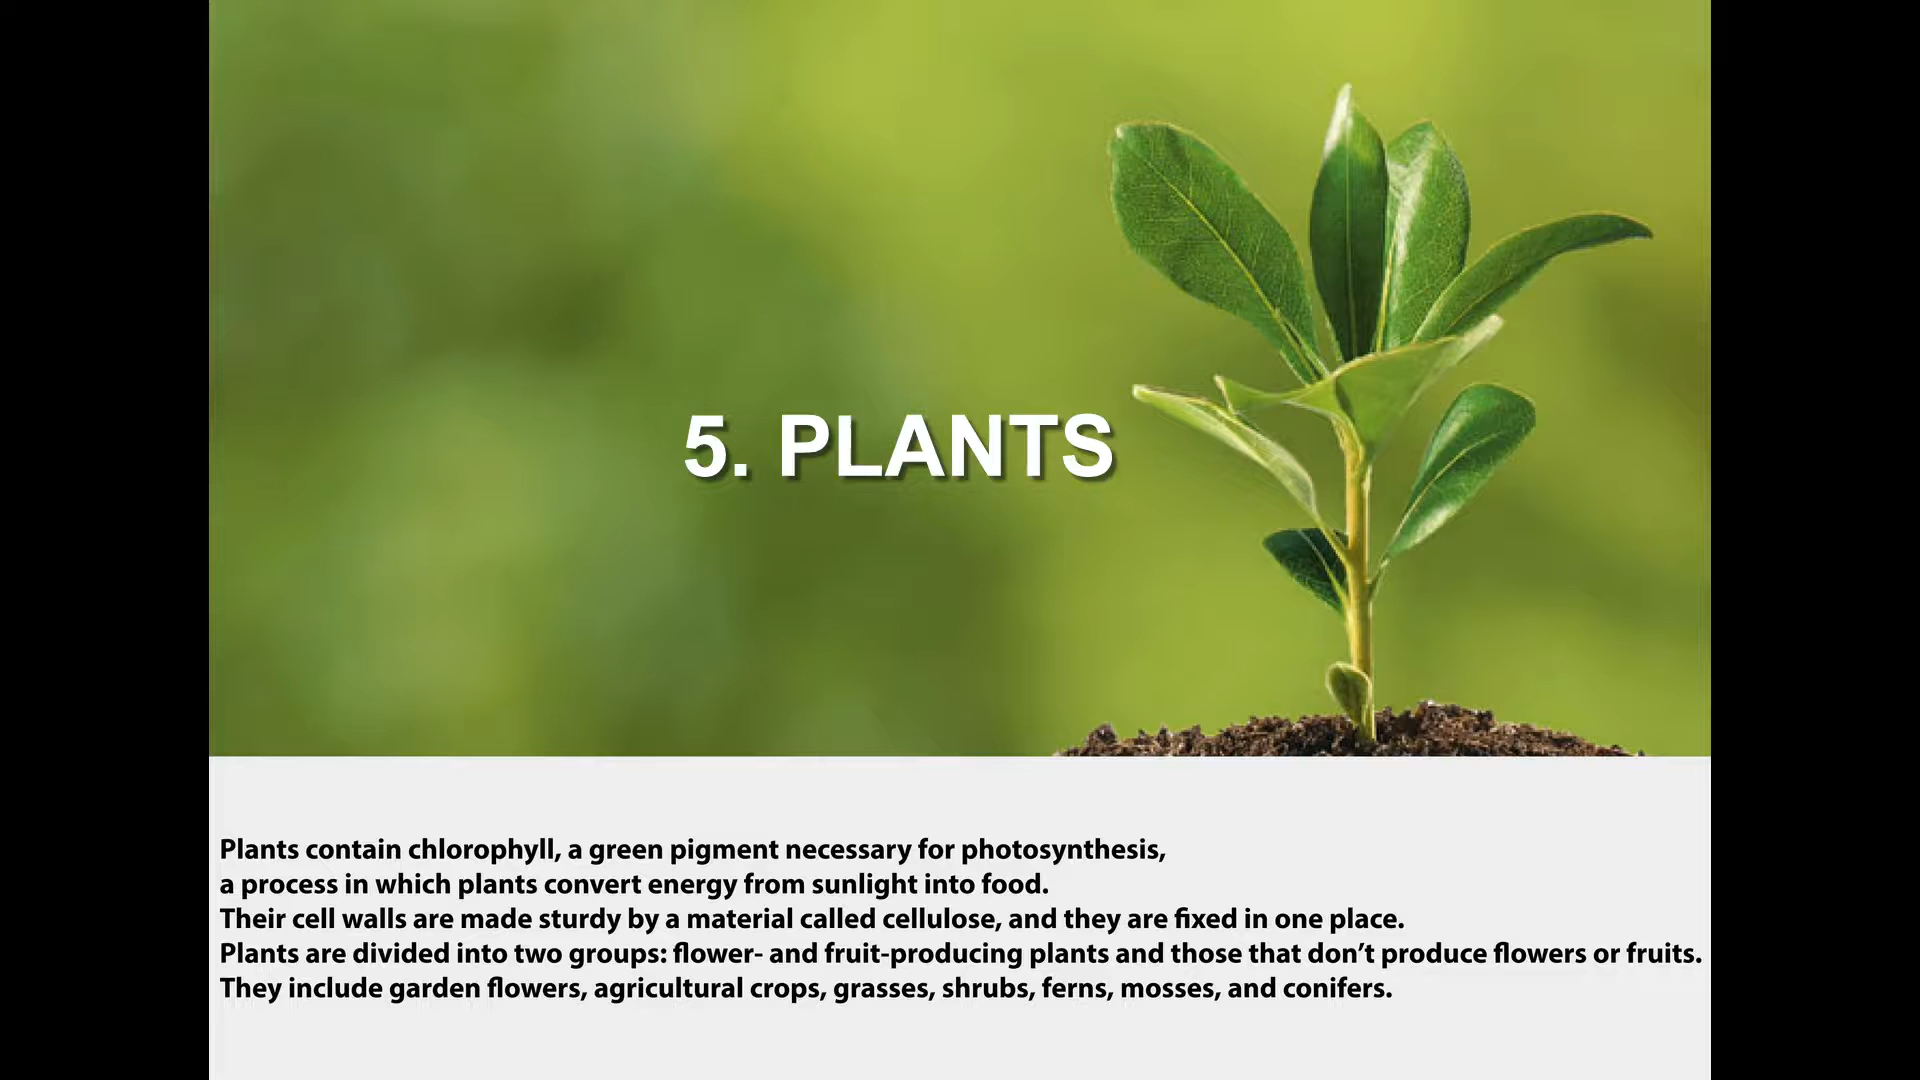 5. PLANTS
Plants contain chlorophyll, a green pigment necessary for photosynthesis,
a process in which plants convert energy from sunlight into food.
Their cell walls are made sturdy by a material called cellulose, and they are fixed in one place.
Plants are divided into two groups: flower- and fruit-producing plants and those that don’t produce flowers or fruits.
They include garden flowers, agricultural crops, grasses, shrubs, ferns, mosses, and conifers.